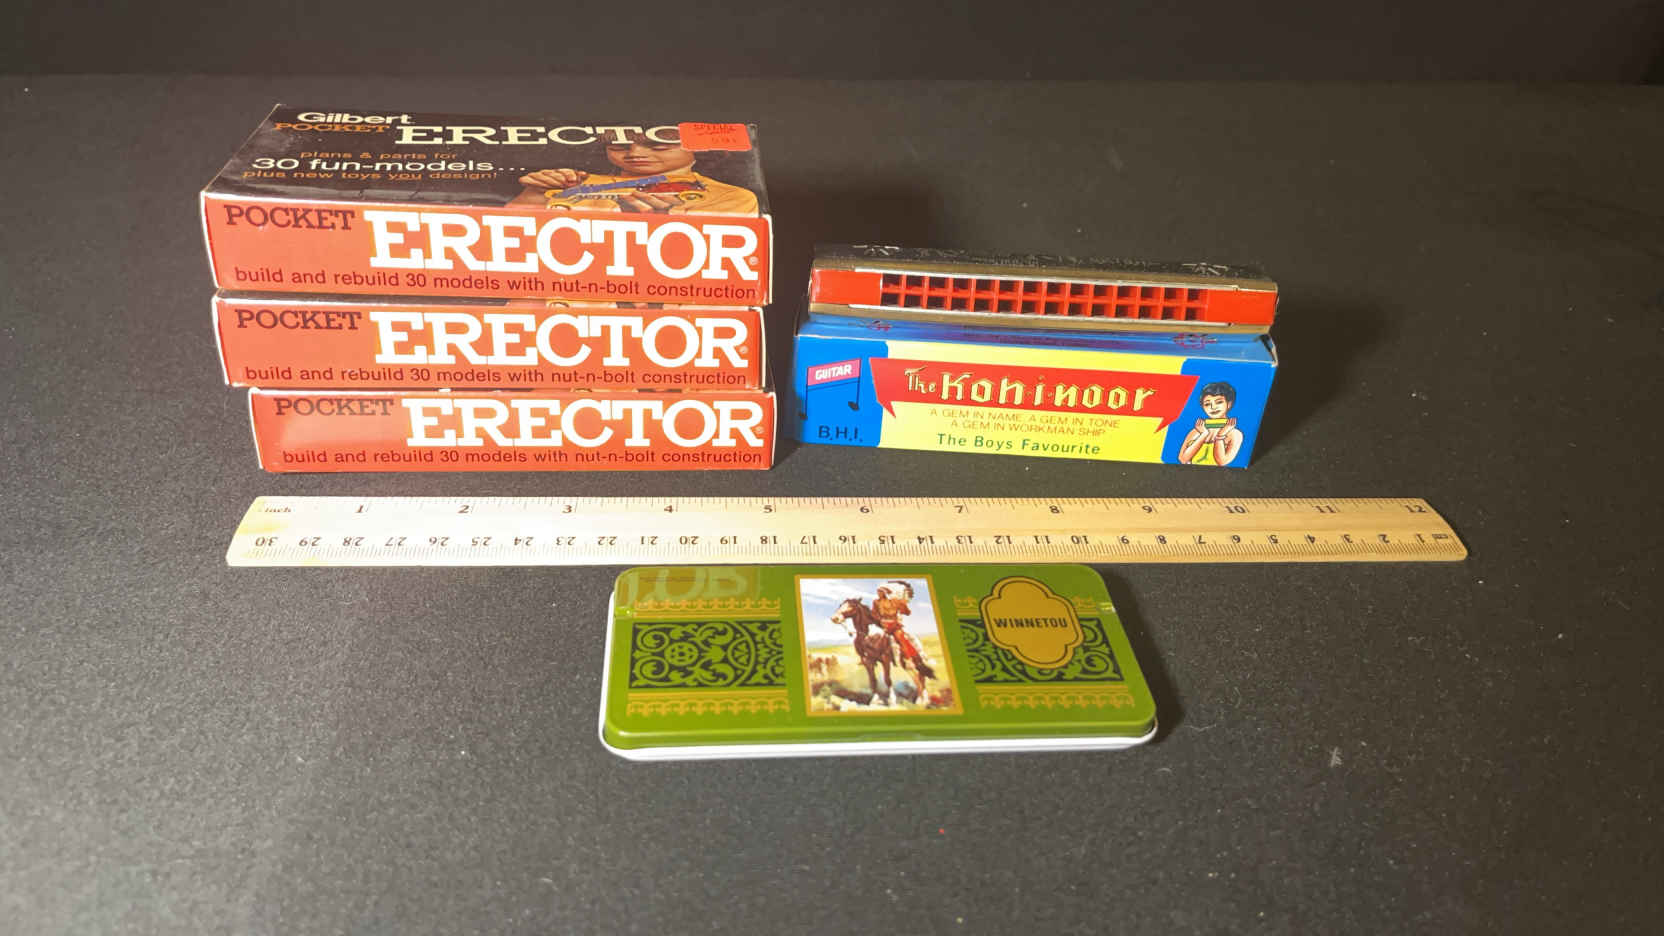 Gilbert
POCKET ERECTO
SPECIAL
plans & parts for
30 fun-models...
plus new toys you design!
POCKET ERECTOR®
build and rebuild 30 models with nut-n-bolt construction
POCKET ERECTOR®
build and rebuild 30 models with nut-n-bolt construction
POCKET ERECTOR®
build and rebuild 30 models with nut-n-bolt construction
GUITAR
B.H.I.
The Koh-i-noor
A GEM IN NAME, A GEM IN TONE
A GEM IN WORKMAN SHIP
The Boys Favourite
inch 1 2 3 4 5 6 7 8 9 10 11 12
30 29 28 27 26 25 24 23 22 21 20 19 18 17 16 15 14 13 12 11 10 9 8 7 6 5 4 3 2 1 cm
WINNETOU